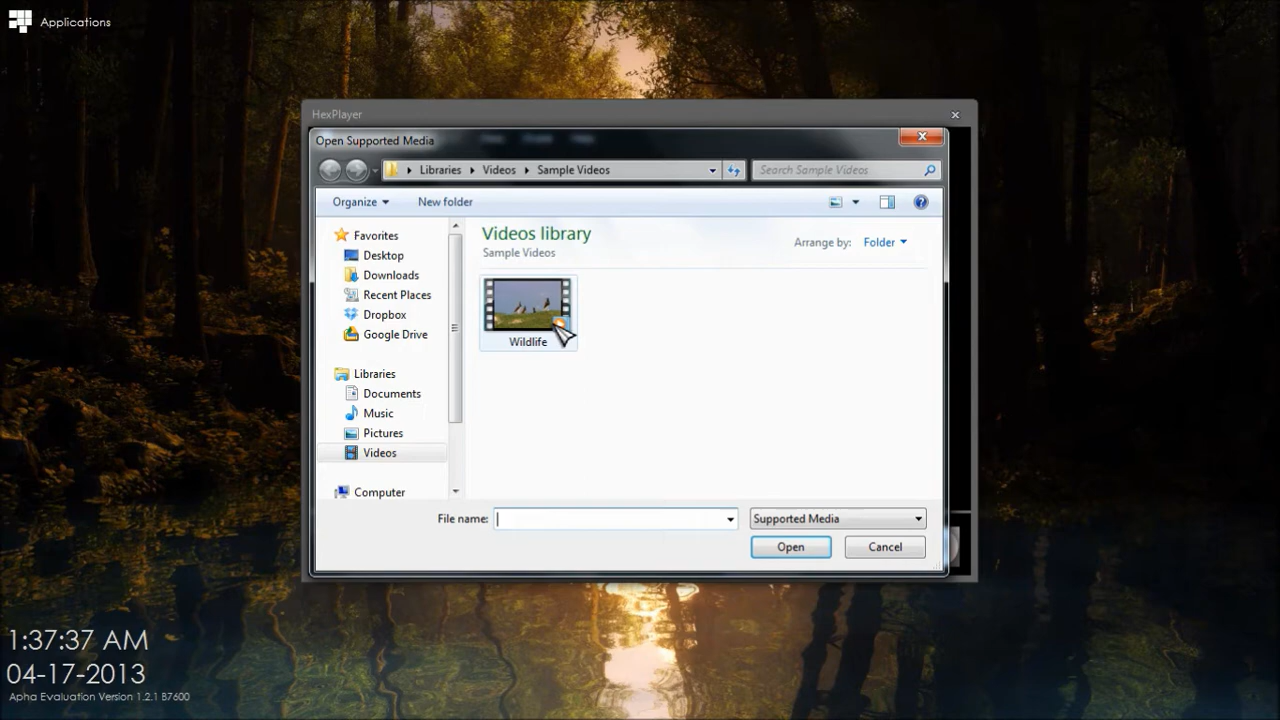 Applications
HexPlayer
Open Supported Media
Libraries Videos Sample Videos
Search Sample Videos
Organize New folder
Favorites
Desktop
Downloads
Recent Places
Dropbox
Google Drive
Libraries
Documents
Music
Pictures
Videos
Computer
Videos library
Sample Videos
Arrange by: Folder
Wildlife
File name:
Supported Media
Open Cancel
1:37:37 AM
04-17-2013
Apha Evaluation Version 1.2.1 B7600